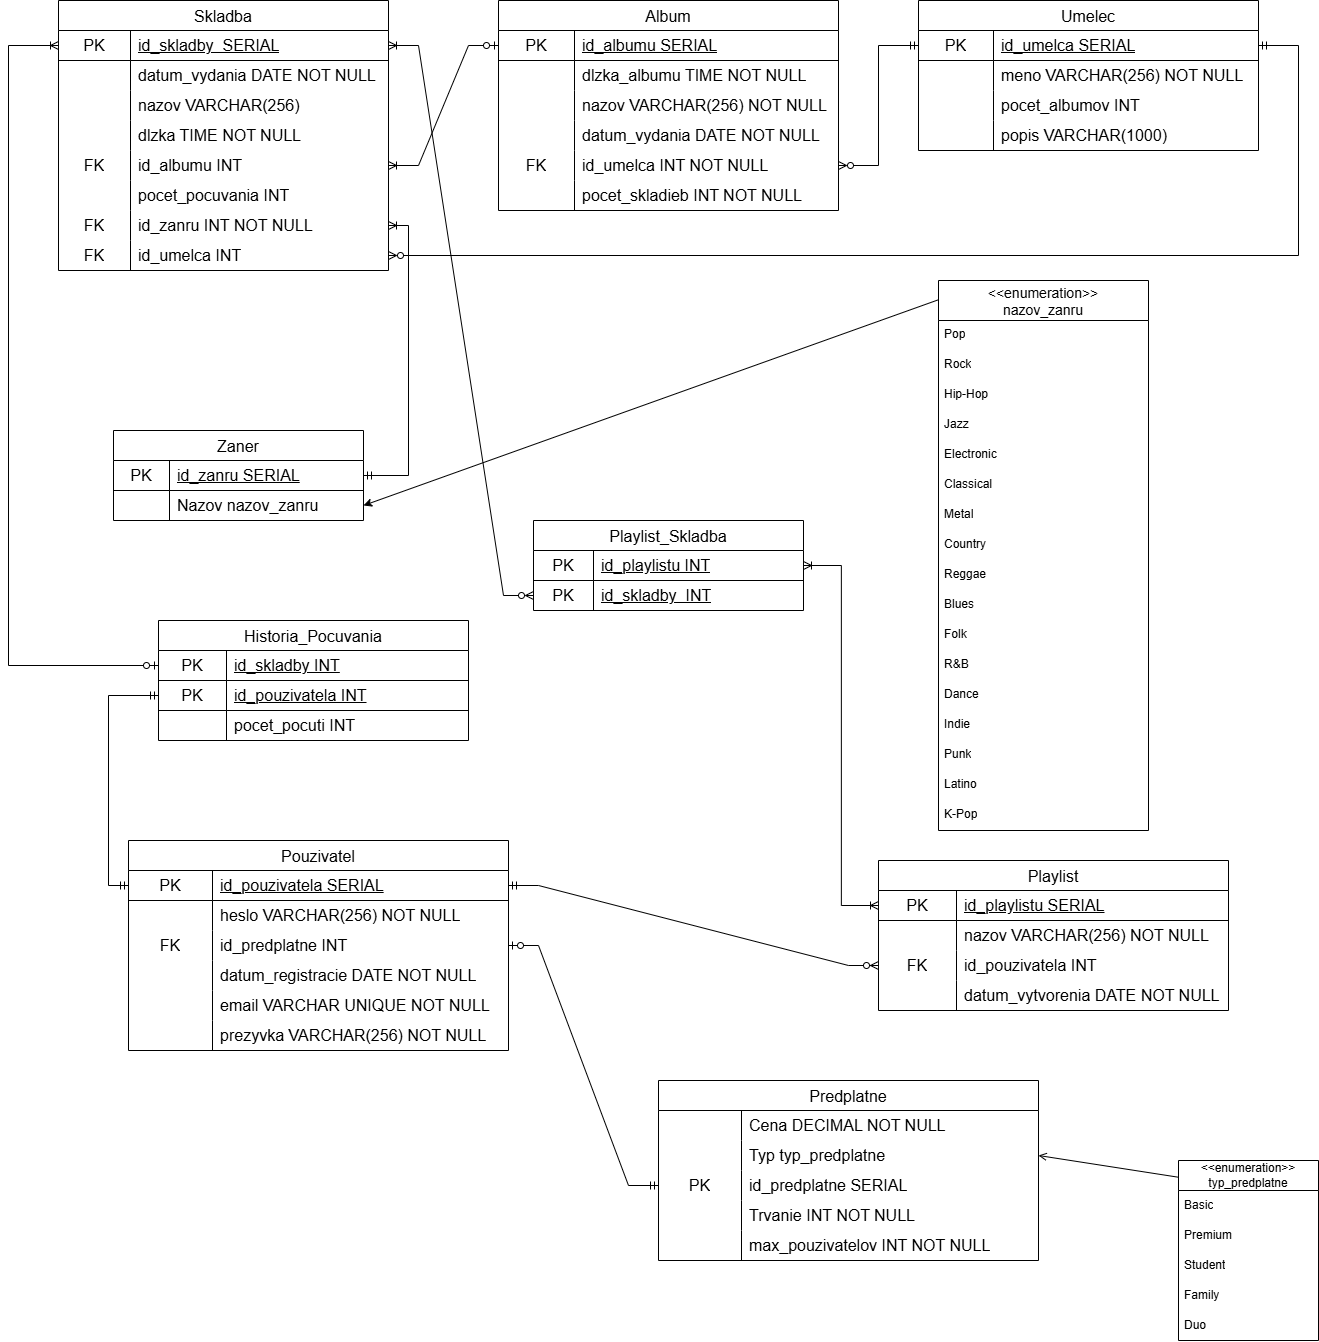 Skladba
PK id_skladby SERIAL
datum_vydania DATE NOT NULL
nazov VARCHAR(256)
dlzka TIME NOT NULL
FK id_albumu INT
pocet_pocuvania INT
FK id_zanru INT NOT NULL
FK id_umelca INT
Album
PK id_albumu SERIAL
dlzka_albumu TIME NOT NULL
nazov VARCHAR(256) NOT NULL
datum_vydania DATE NOT NULL
FK id_umelca INT NOT NULL
pocet_skladieb INT NOT NULL
Umelec
PK id_umelca SERIAL
meno VARCHAR(256) NOT NULL
pocet_albumov INT
popis VARCHAR(1000)
<<enumeration>>
nazov_zanru
Pop
Rock
Hip-Hop
Jazz
Electronic
Classical
Metal
Country
Reggae
Blues
Folk
R&B
Dance
Indie
Punk
Latino
K-Pop
Zaner
PK id_zanru SERIAL
Nazov nazov_zanru
Playlist_Skladba
PK id_playlistu INT
PK id_skladby INT
Historia_Pocuvania
PK id_skladby INT
PK id_pouzivatela INT
pocet_pocuti INT
Pouzivatel
PK id_pouzivatela SERIAL
heslo VARCHAR(256) NOT NULL
FK id_predplatne INT
datum_registracie DATE NOT NULL
email VARCHAR UNIQUE NOT NULL
prezyvka VARCHAR(256) NOT NULL
Playlist
PK id_playlistu SERIAL
nazov VARCHAR(256) NOT NULL
FK id_pouzivatela INT
datum_vytvorenia DATE NOT NULL
Predplatne
Cena DECIMAL NOT NULL
Typ typ_predplatne
PK id_predplatne SERIAL
Trvanie INT NOT NULL
max_pouzivatelov INT NOT NULL
<<enumeration>>
typ_predplatne
Basic
Premium
Student
Family
Duo